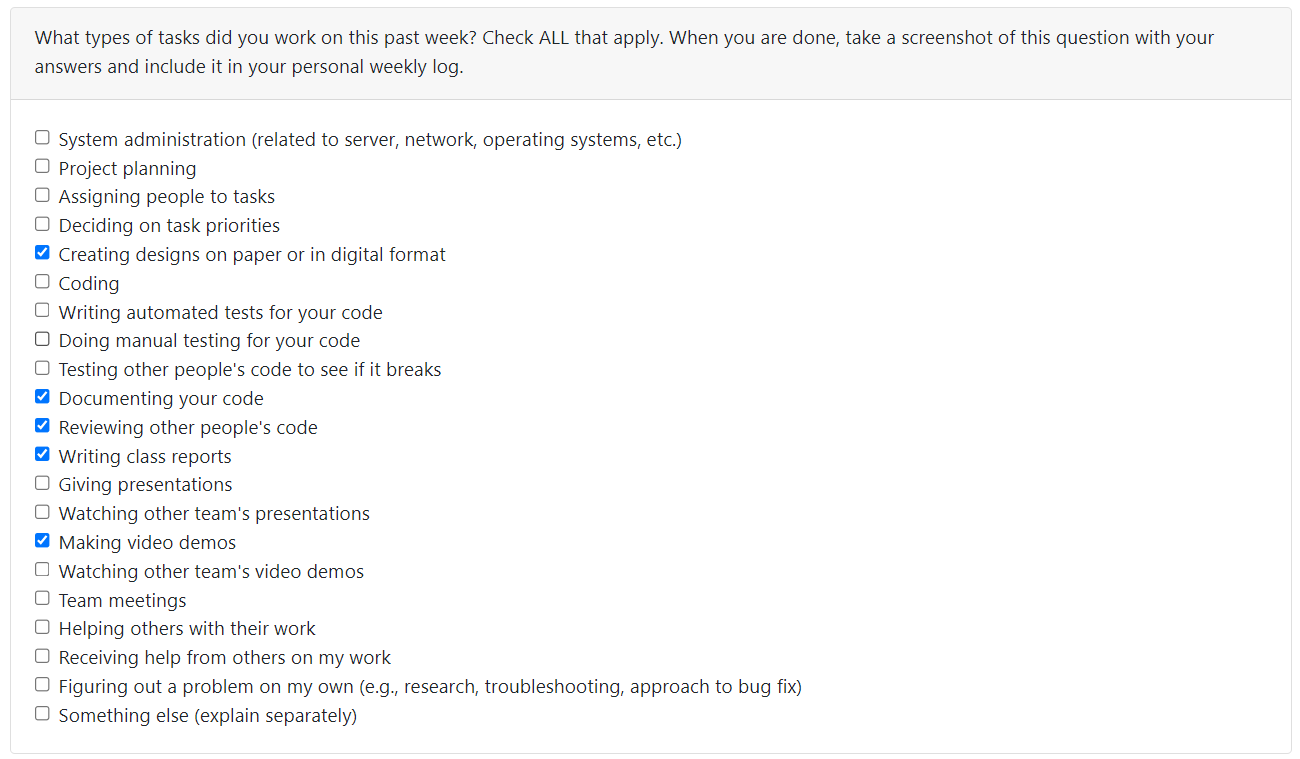 What types of tasks did you work on this past week? Check ALL that apply. When you are done, take a screenshot of this question with your
answers and include it in your personal weekly log.
System administration (related to server, network, operating systems, etc.)
Project planning
Assigning people to tasks
Deciding on task priorities
Creating designs on paper or in digital format
Coding
Writing automated tests for your code
Doing manual testing for your code
Testing other people's code to see if it breaks
Documenting your code
Reviewing other people's code
Writing class reports
Giving presentations
Watching other team's presentations
Making video demos
Watching other team's video demos
Team meetings
Helping others with their work
Receiving help from others on my work
Figuring out a problem on my own (e.g., research, troubleshooting, approach to bug fix)
Something else (explain separately)